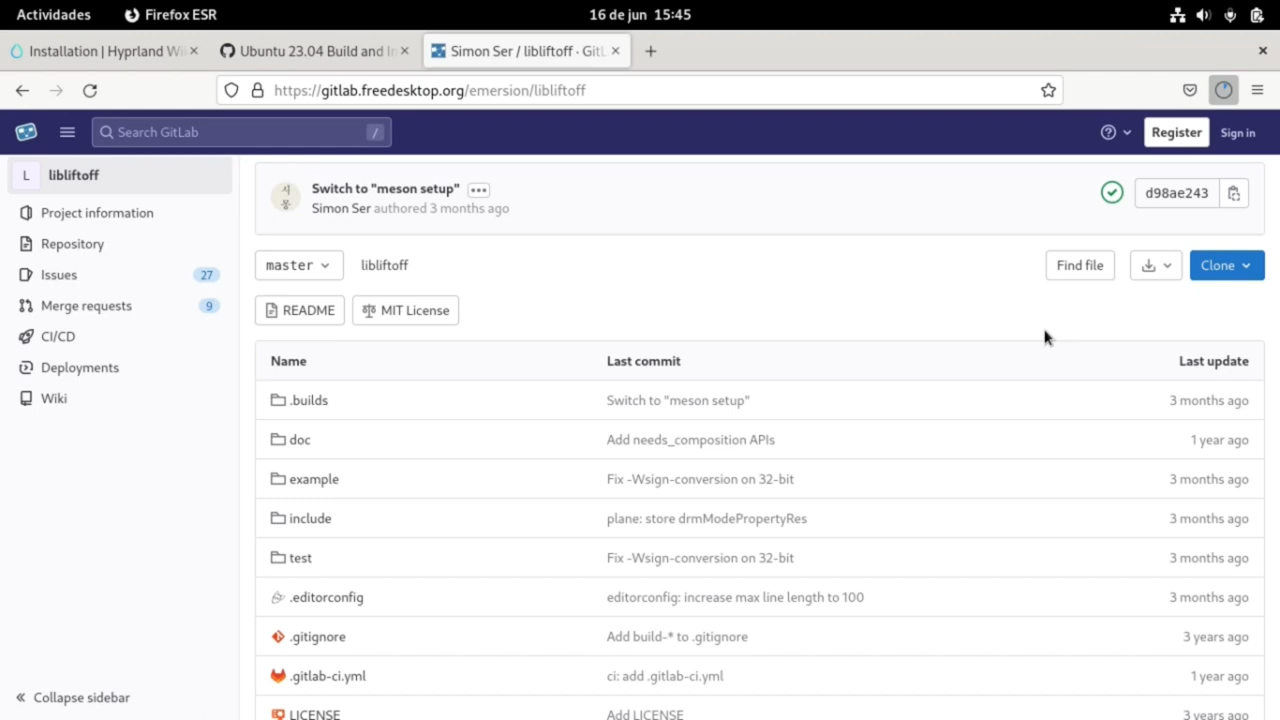 Actividades
Firefox ESR
16 de jun 15:45
Installation | Hyprland Wi
Ubuntu 23.04 Build and In
Simon Ser / libliftoff · GitL
https://gitlab.freedesktop.org/emersion/libliftoff
Search GitLab
/
Register
Sign in
L
libliftoff
Project information
Repository
Issues
27
Merge requests
9
CI/CD
Deployments
Wiki
Collapse sidebar
Switch to "meson setup"
Simon Ser authored 3 months ago
d98ae243
master
libliftoff
Find file
Clone
README
MIT License
Name Last commit Last update
.builds Switch to "meson setup" 3 months ago
doc Add needs_composition APIs 1 year ago
example Fix -Wsign-conversion on 32-bit 3 months ago
include plane: store drmModePropertyRes 3 months ago
test Fix -Wsign-conversion on 32-bit 3 months ago
.editorconfig editorconfig: increase max line length to 100 3 months ago
.gitignore Add build-* to .gitignore 3 years ago
.gitlab-ci.yml ci: add .gitlab-ci.yml 1 year ago
LICENSE Add LICENSE 3 years ago